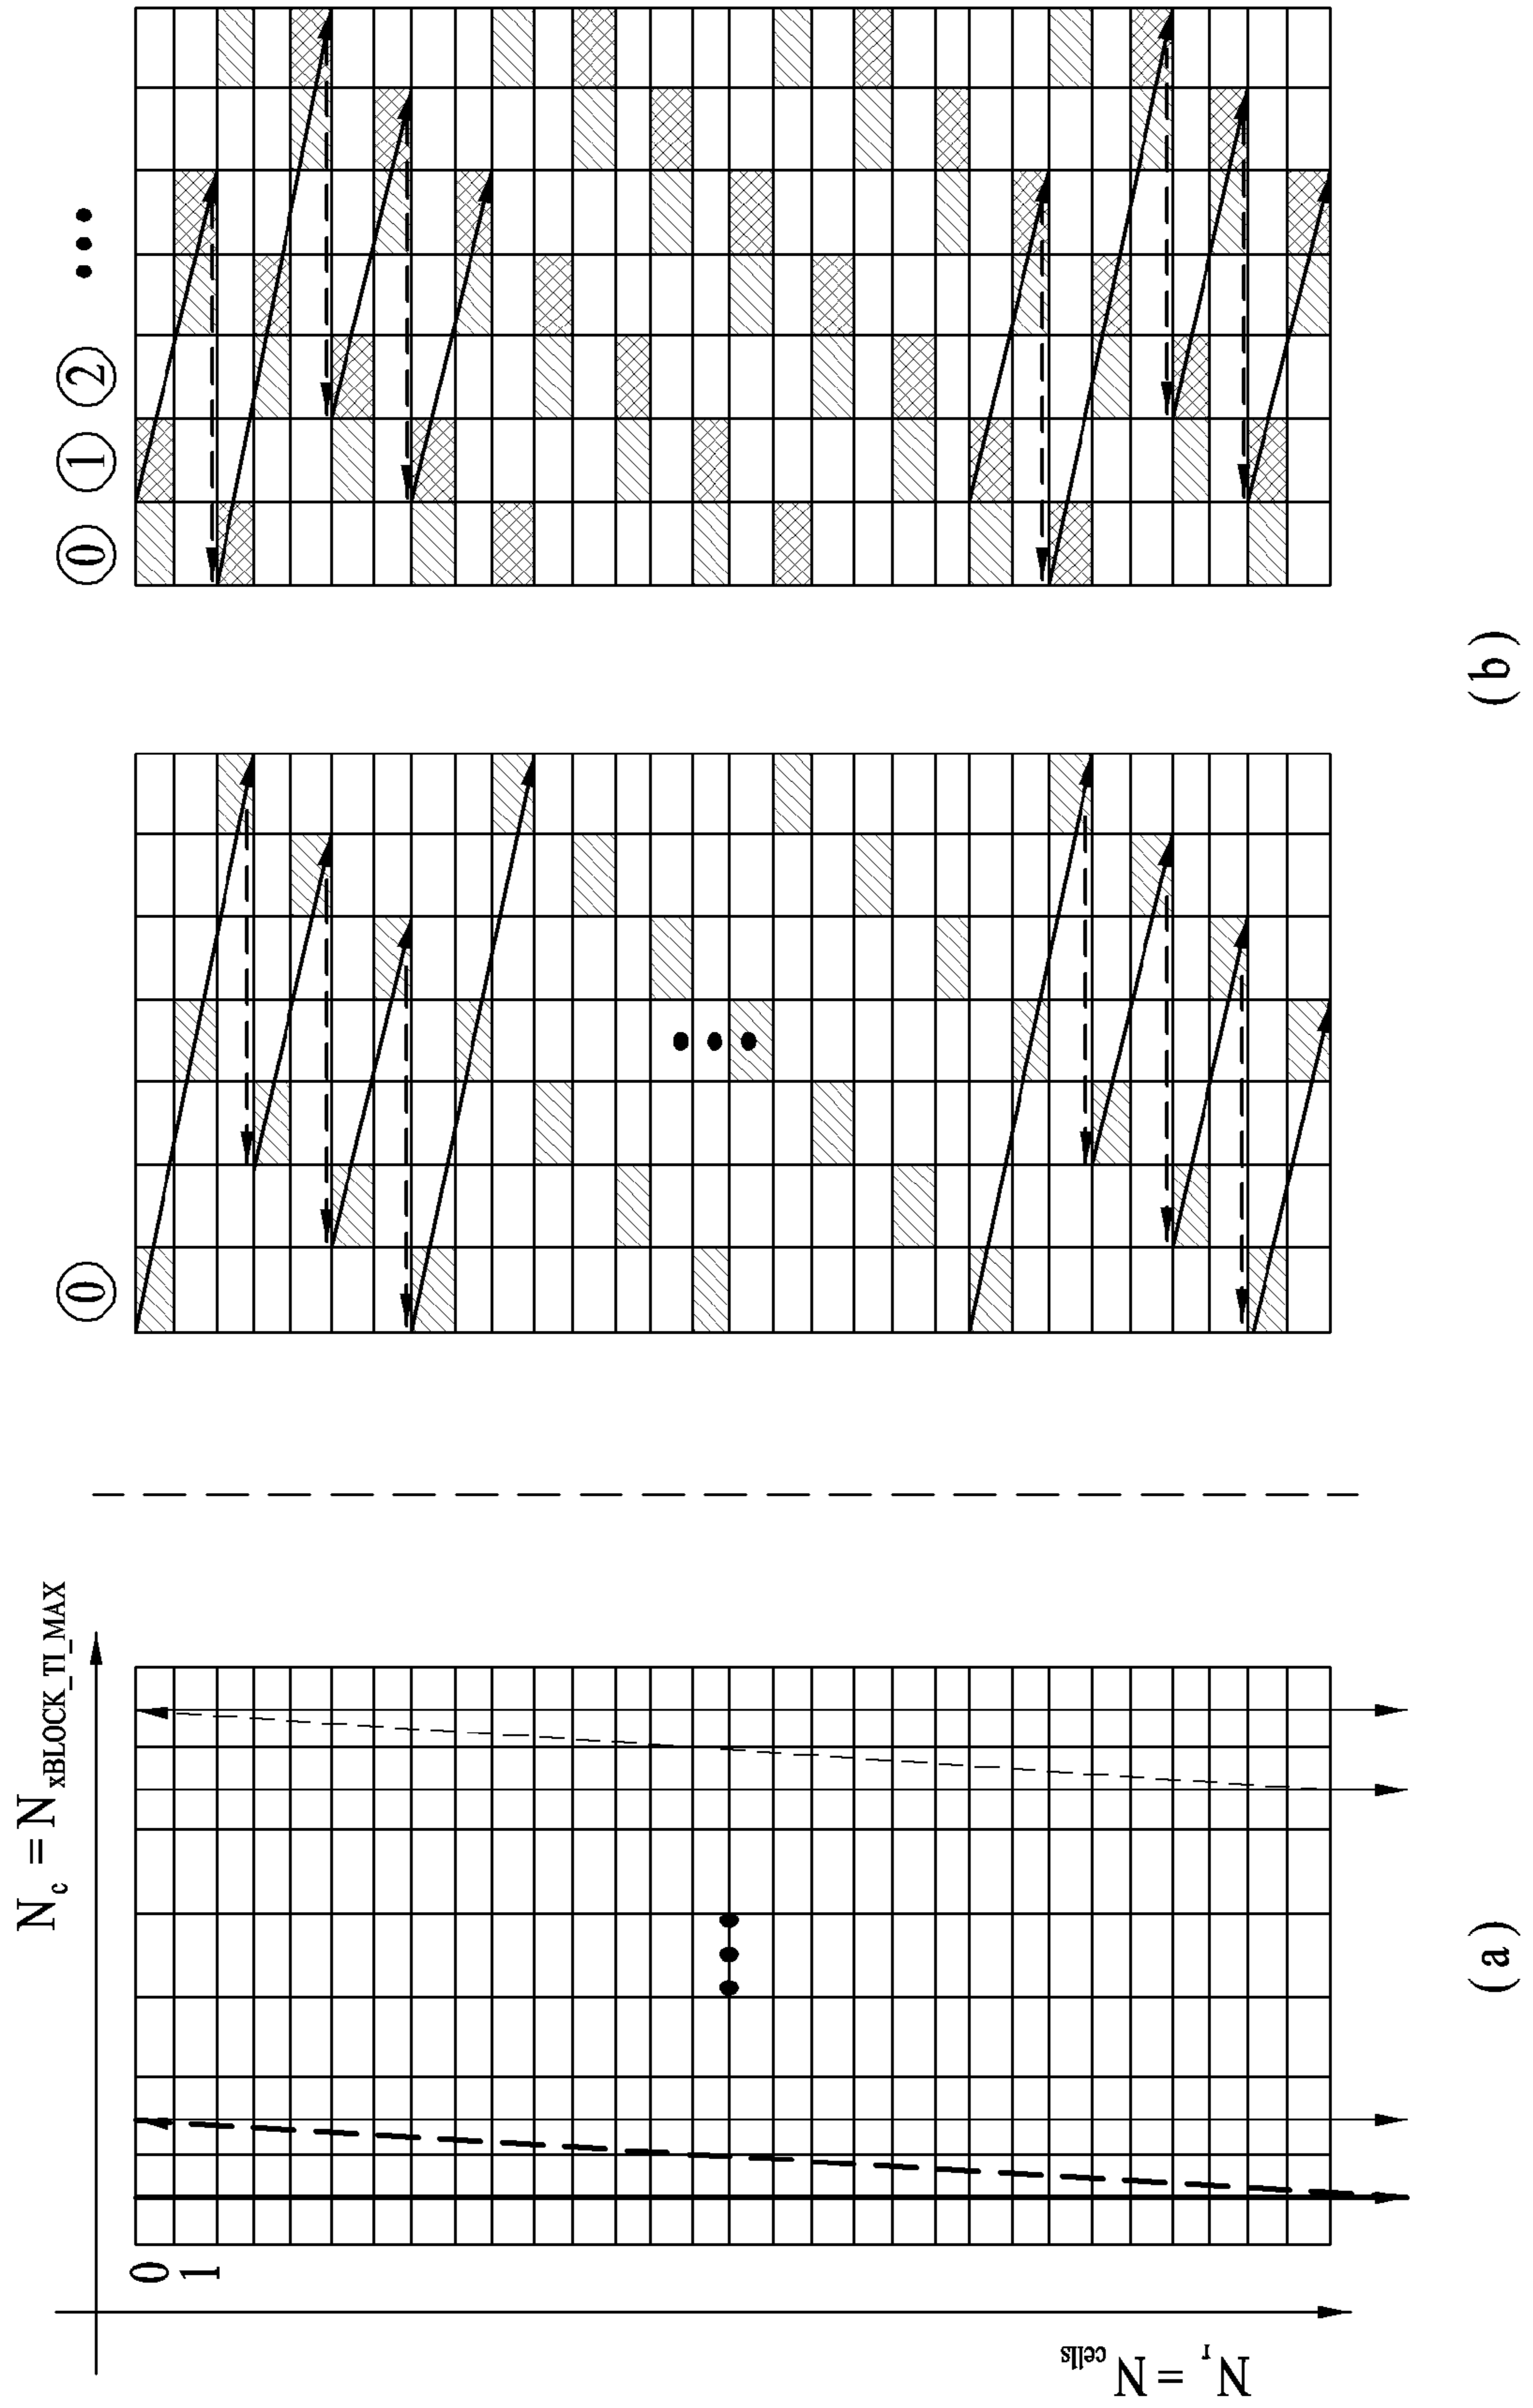 N_c = N_xBLOCK_TI_MAX
0
1
N_r = N_cells
(a)
⓪
⓪ ① ② •••
(b)